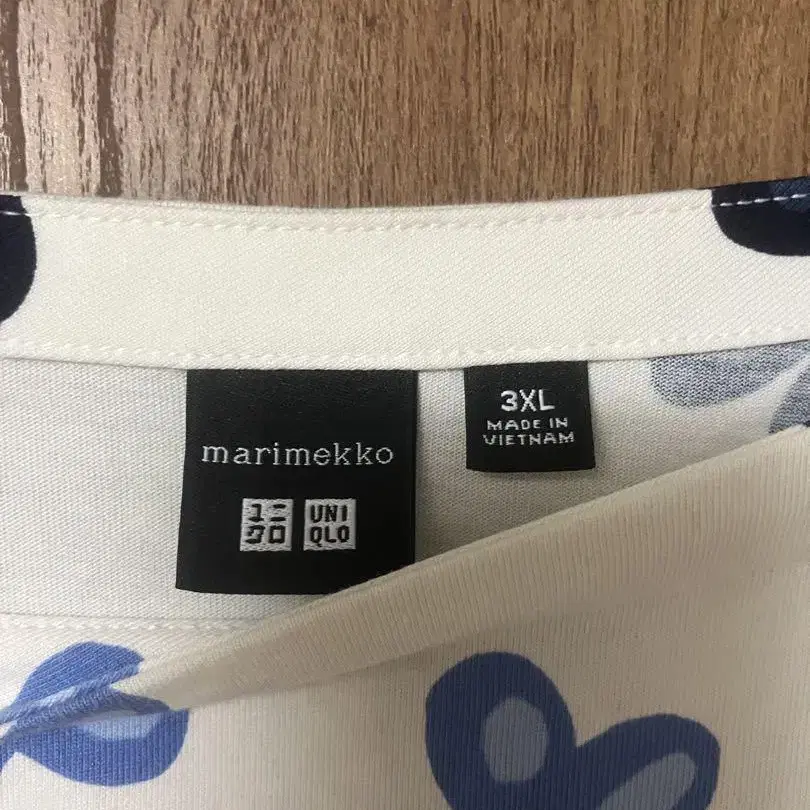 marimekko
ユニ
クロ
UNI
QLO
3XL
MADE IN
VIETNAM